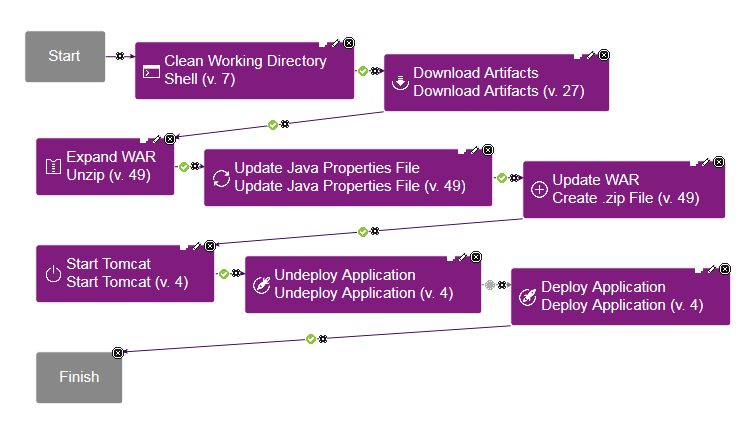 Start
Clean Working Directory
Shell (v. 7)
Download Artifacts
Download Artifacts (v. 27)
Expand WAR
Unzip (v. 49)
Update Java Properties File
Update Java Properties File (v. 49)
Update WAR
Create .zip File (v. 49)
Start Tomcat
Start Tomcat (v. 4)
Undeploy Application
Undeploy Application (v. 4)
Deploy Application
Deploy Application (v. 4)
Finish